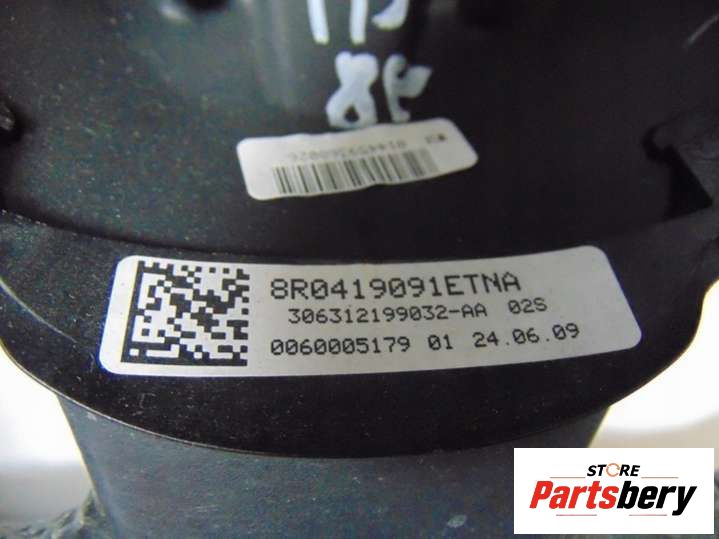 8R0419091ETNA
306312199032-AA 02S
0060005179 01 24.06.09
STORE
Partsbery